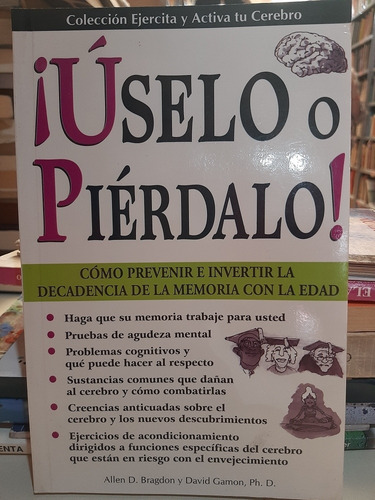 Colección Ejercita y Activa tu Cerebro
¡ÚSELO O
PIÉRDALO!
CÓMO PREVENIR E INVERTIR LA
DECADENCIA DE LA MEMORIA CON LA EDAD
• Haga que su memoria trabaje para usted
• Pruebas de agudeza mental
• Problemas cognitivos y
qué puede hacer al respecto
• Sustancias comunes que dañan
al cerebro y cómo combatirlas
• Creencias anticuadas sobre el
cerebro y los nuevos descubrimientos
• Ejercicios de acondicionamiento
dirigidos a funciones específicas del cerebro
que están en riesgo con el envejecimiento
Allen D. Bragdon y David Gamon, Ph. D.